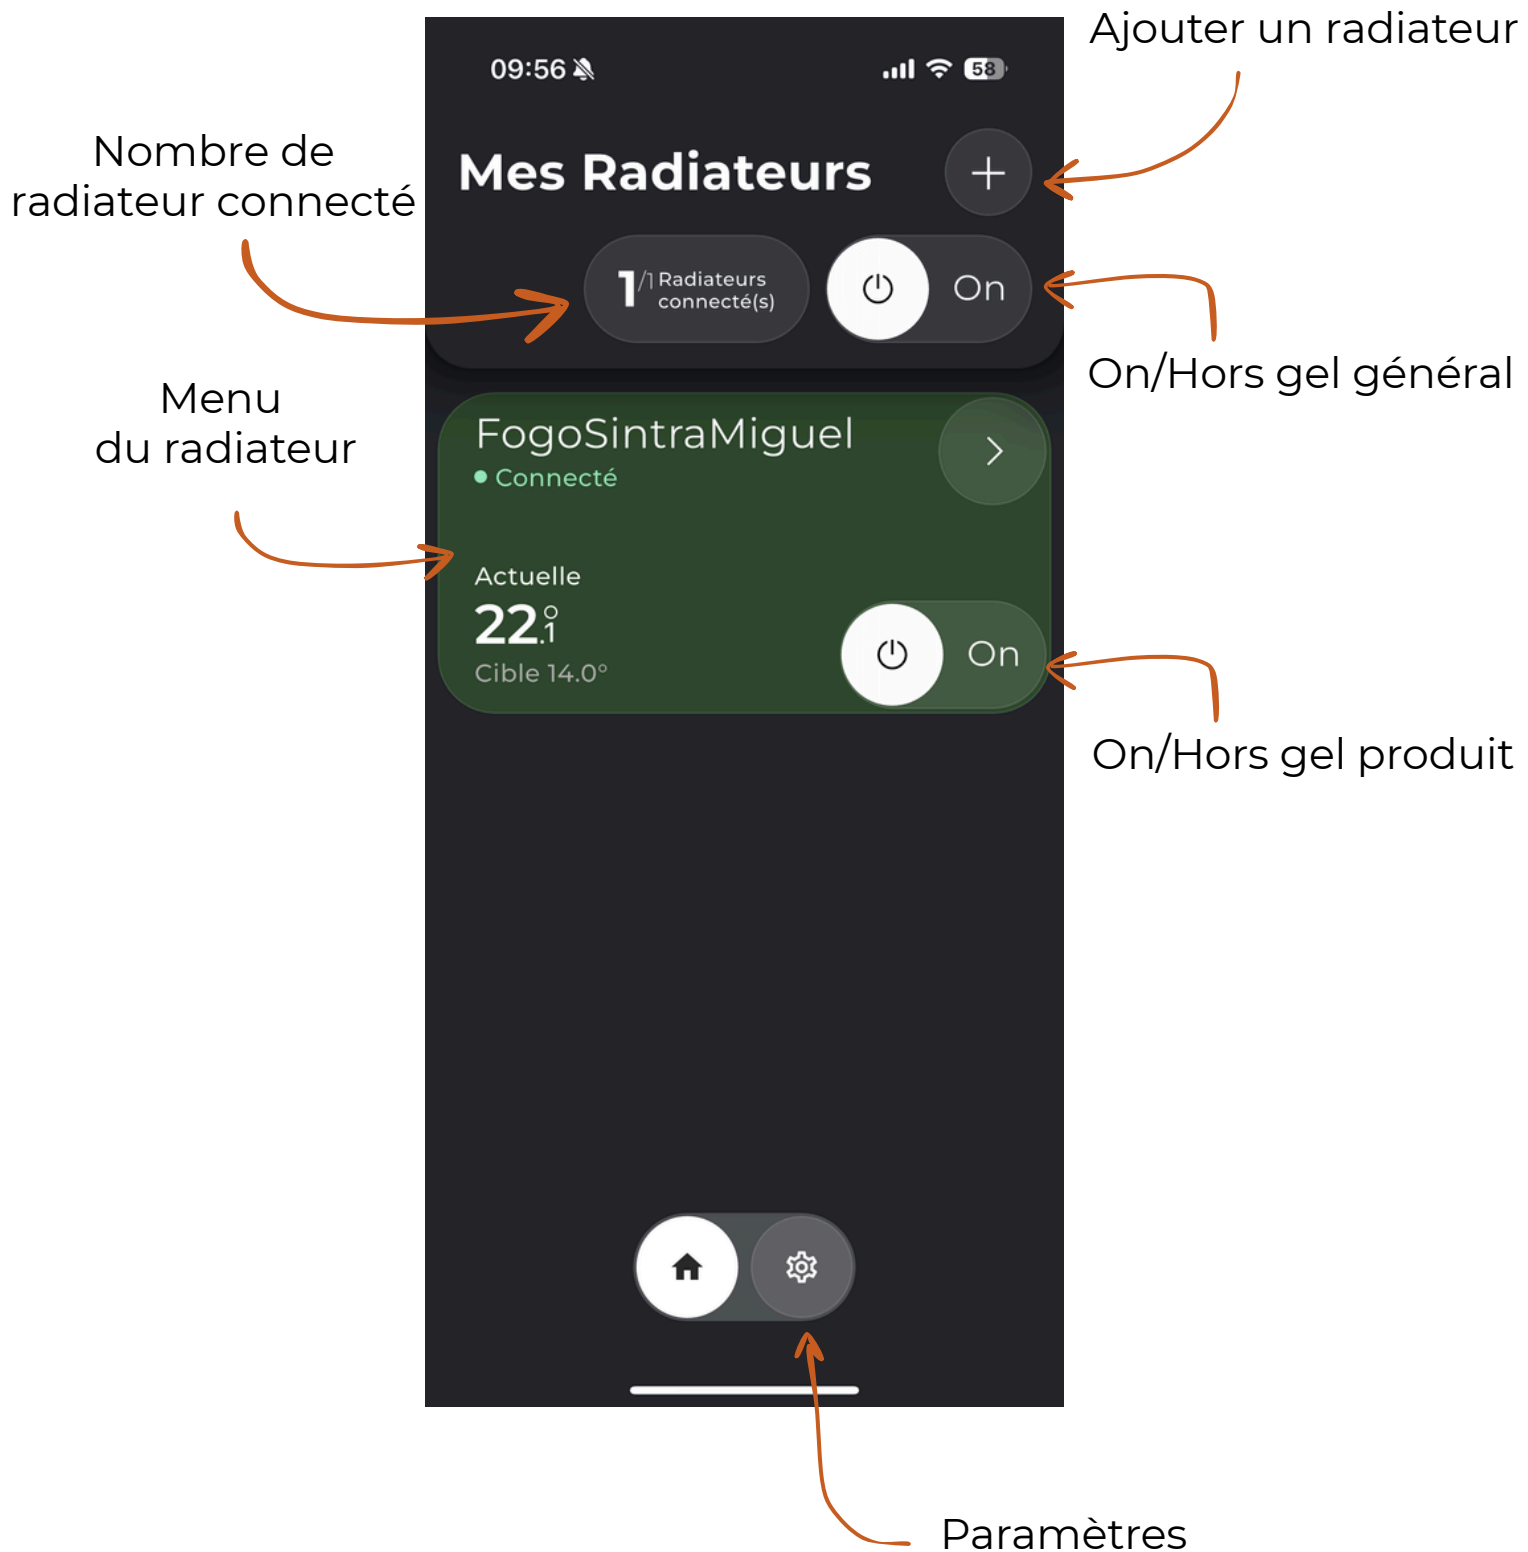 Ajouter un radiateur
09:56
58
Nombre de
radiateur connecté
Mes Radiateurs
1/1 Radiateurs
connecté(s)
On
On/Hors gel général
Menu
du radiateur
FogoSintraMiguel
Connecté
Actuelle
22.1°
Cible 14.0°
On
On/Hors gel produit
Paramètres